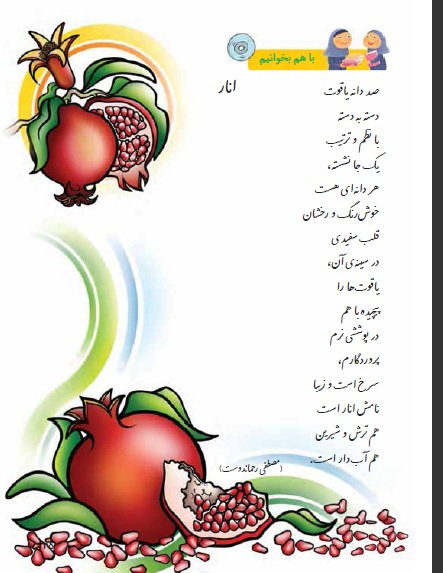 با هم بخوانیم
انار
صد دانه یاقوت
دسته به دسته
با نظم و ترتیب
یک جا نشسته،
هر دانه‌ای هست
خوش‌رنگ و رخشان
قلب سفیدی
در سینه‌ی آن،
یاقوت‌ها را
پیچیده با هم
در پوششی نرم
پروردگارم،
سرخ است و زیبا
نامش انار است
هم ترش و شیرین
هم آب‌دار است.
(مصطفی رحماندوست)